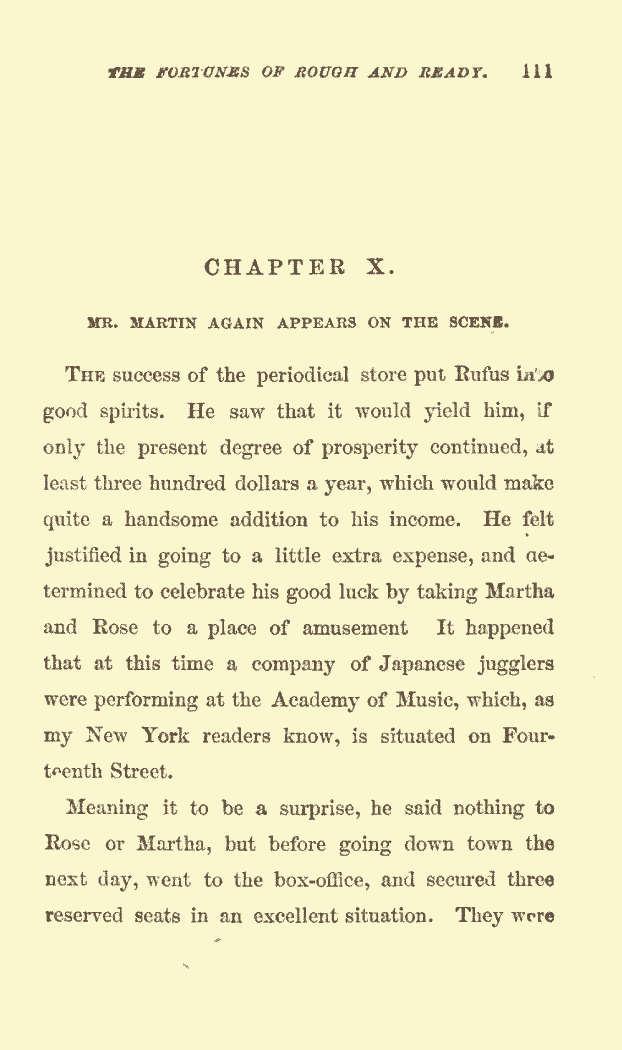 THE FORTUNES OF ROUGH AND READY. 111
CHAPTER X.
MR. MARTIN AGAIN APPEARS ON THE SCENE.
THE success of the periodical store put Rufus into
good spirits. He saw that it would yield him, if
only the present degree of prosperity continued, at
least three hundred dollars a year, which would make
quite a handsome addition to his income. He felt
justified in going to a little extra expense, and de-
termined to celebrate his good luck by taking Martha
and Rose to a place of amusement It happened
that at this time a company of Japanese jugglers
were performing at the Academy of Music, which, as
my New York readers know, is situated on Four-
teenth Street.
Meaning it to be a surprise, he said nothing to
Rose or Martha, but before going down town the
next day, went to the box-office, and secured three
reserved seats in an excellent situation. They were